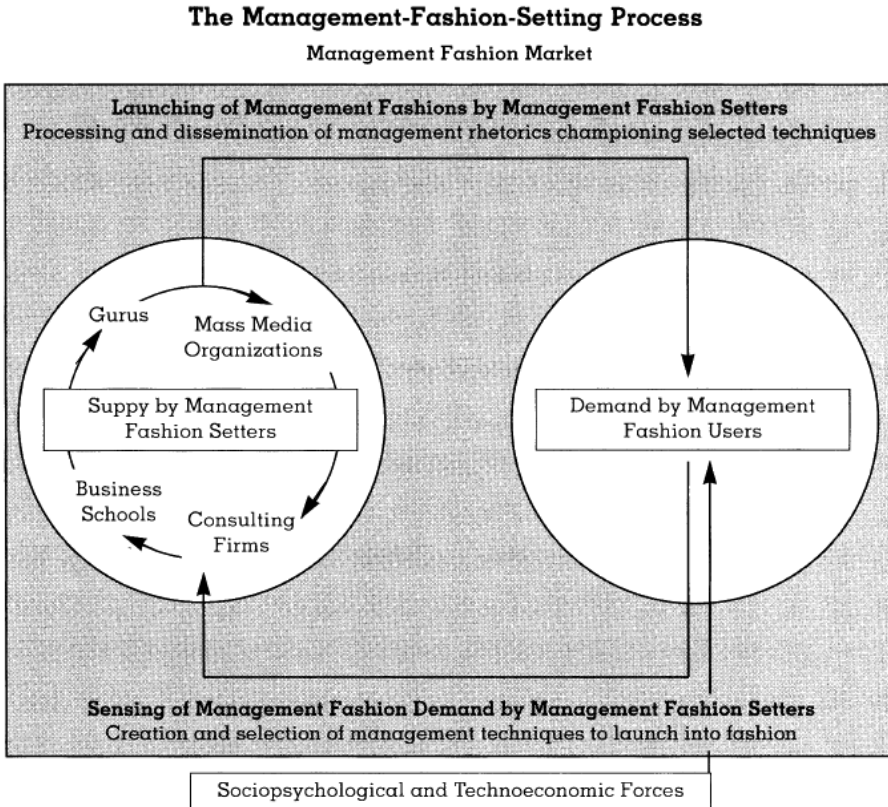 The Management-Fashion-Setting Process
Management Fashion Market
Launching of Management Fashions by Management Fashion Setters
Processing and dissemination of management rhetorics championing selected techniques
Gurus
Mass Media
Organizations
Suppy by Management
Fashion Setters
Business
Schools
Consulting
Firms
Demand by Management
Fashion Users
Sensing of Management Fashion Demand by Management Fashion Setters
Creation and selection of management techniques to launch into fashion
Sociopsychological and Technoeconomic Forces